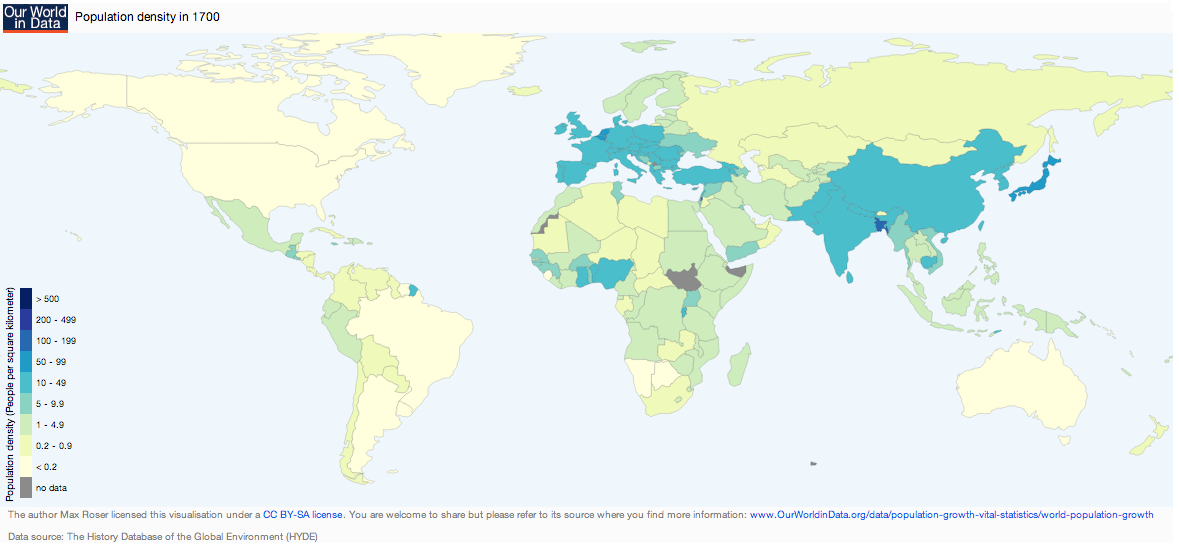 Our World
in Data
Population density in 1700
Population density (People per square kilometer)
> 500
200 - 499
100 - 199
50 - 99
10 - 49
5 - 9.9
1 - 4.9
0.2 - 0.9
< 0.2
no data
The author Max Roser licensed this visualisation under a CC BY-SA license. You are welcome to share but please refer to its source where you find more information: www.OurWorldinData.org/data/population-growth-vital-statistics/world-population-growth
Data source: The History Database of the Global Environment (HYDE)